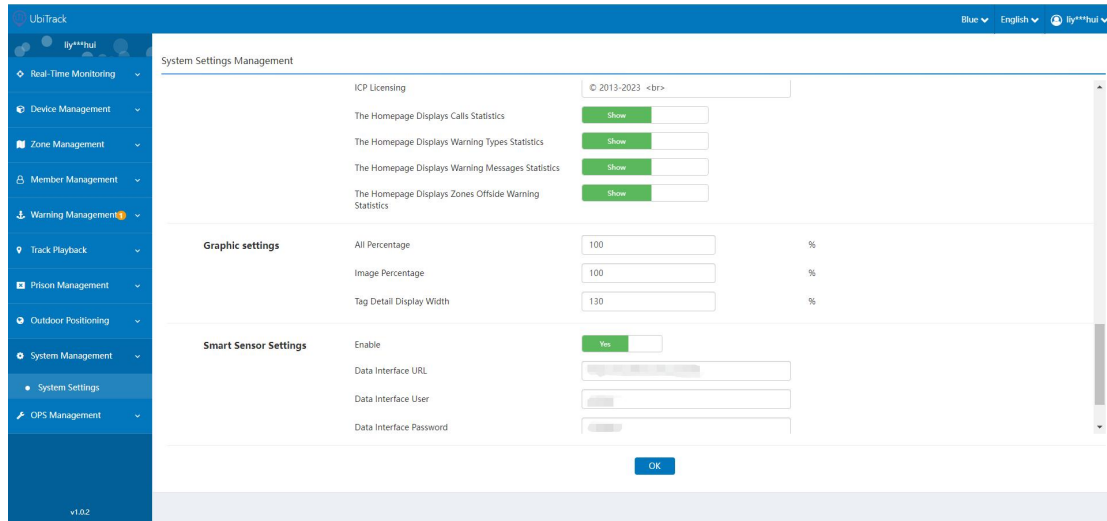 UbiTrack
Blue English liy***hui
liy***hui
Real-Time Monitoring
Device Management
Zone Management
Member Management
Warning Management
Track Playback
Prison Management
Outdoor Positioning
System Management
System Settings
OPS Management
v1.0.2
System Settings Management
ICP Licensing © 2013-2023 <br>
The Homepage Displays Calls Statistics Show
The Homepage Displays Warning Types Statistics Show
The Homepage Displays Warning Messages Statistics Show
The Homepage Displays Zones Offside Warning
Statistics
Show
Graphic settings All Percentage 100 %
Image Percentage 100 %
Tag Detail Display Width 130 %
Smart Sensor Settings Enable Yes
Data Interface URL
Data Interface User
Data Interface Password
OK